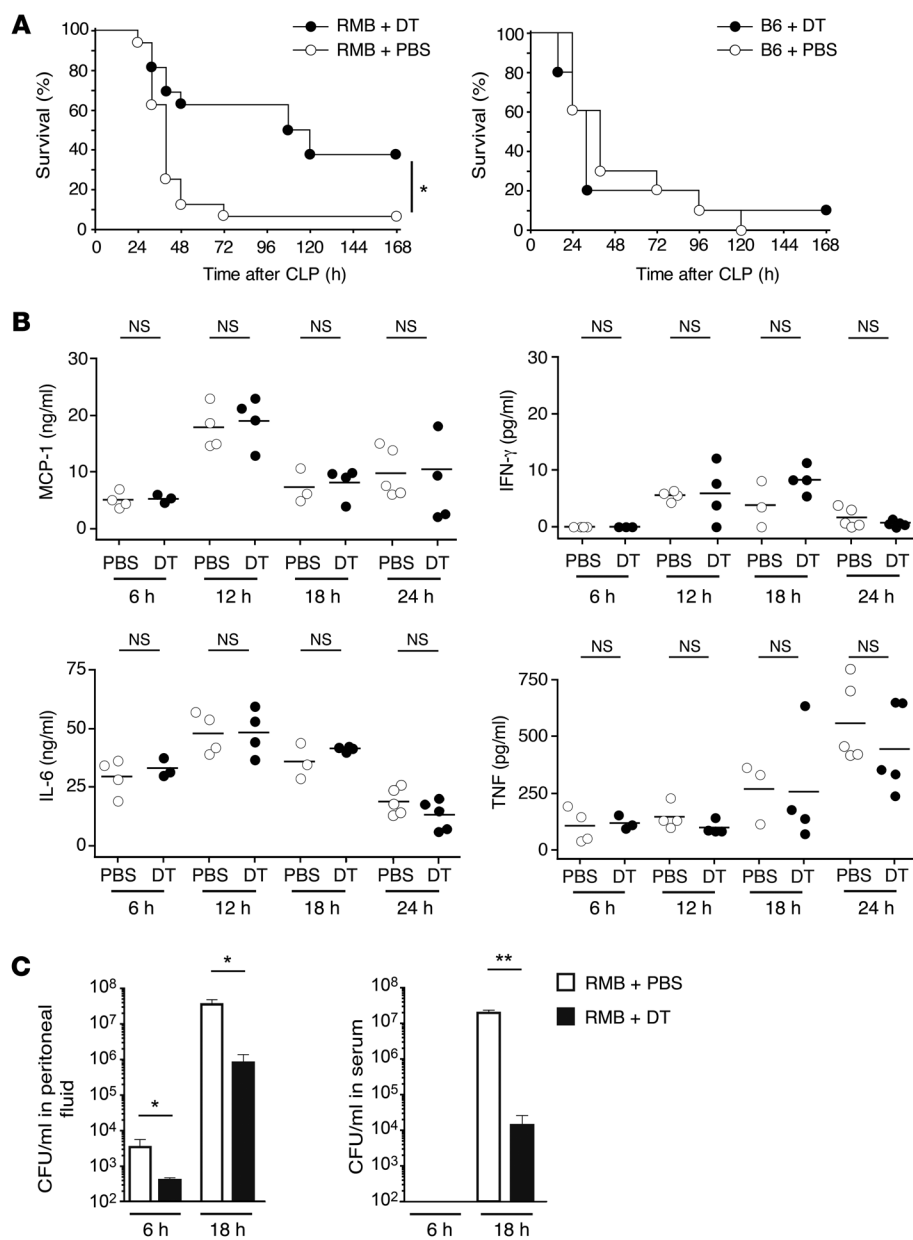 A
RMB + DT
RMB + PBS
Survival (%)
100
80
60
40
20
0
*
0 24 48 72 96 120 144 168
Time after CLP (h)
B6 + DT
B6 + PBS
Survival (%)
100
80
60
40
20
0
0 24 48 72 96 120 144 168
Time after CLP (h)
B
NS NS NS NS
MCP-1 (ng/ml)
30
20
10
0
PBS DT PBS DT PBS DT PBS DT
6 h 12 h 18 h 24 h
NS NS NS NS
IFN-γ (pg/ml)
30
20
10
0
PBS DT PBS DT PBS DT PBS DT
6 h 12 h 18 h 24 h
NS NS NS NS
IL-6 (ng/ml)
75
50
25
0
PBS DT PBS DT PBS DT PBS DT
6 h 12 h 18 h 24 h
NS NS NS NS
TNF (pg/ml)
750
500
250
0
PBS DT PBS DT PBS DT PBS DT
6 h 12 h 18 h 24 h
C
CFU/ml in peritoneal
fluid
10⁸
10⁷
10⁶
10⁵
10⁴
10³
10²
*
*
6 h 18 h
CFU/ml in serum
10⁸
10⁷
10⁶
10⁵
10⁴
10³
10²
**
6 h 18 h
RMB + PBS
RMB + DT